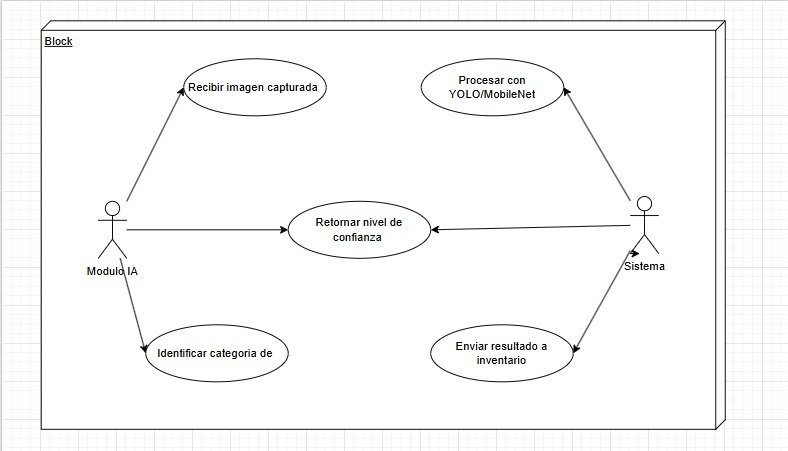 Block
Recibir imagen capturada
Procesar con
YOLO/MobileNet
Retornar nivel de
confianza
Modulo IA
Sistema
Identificar categoria de
Enviar resultado a
inventario